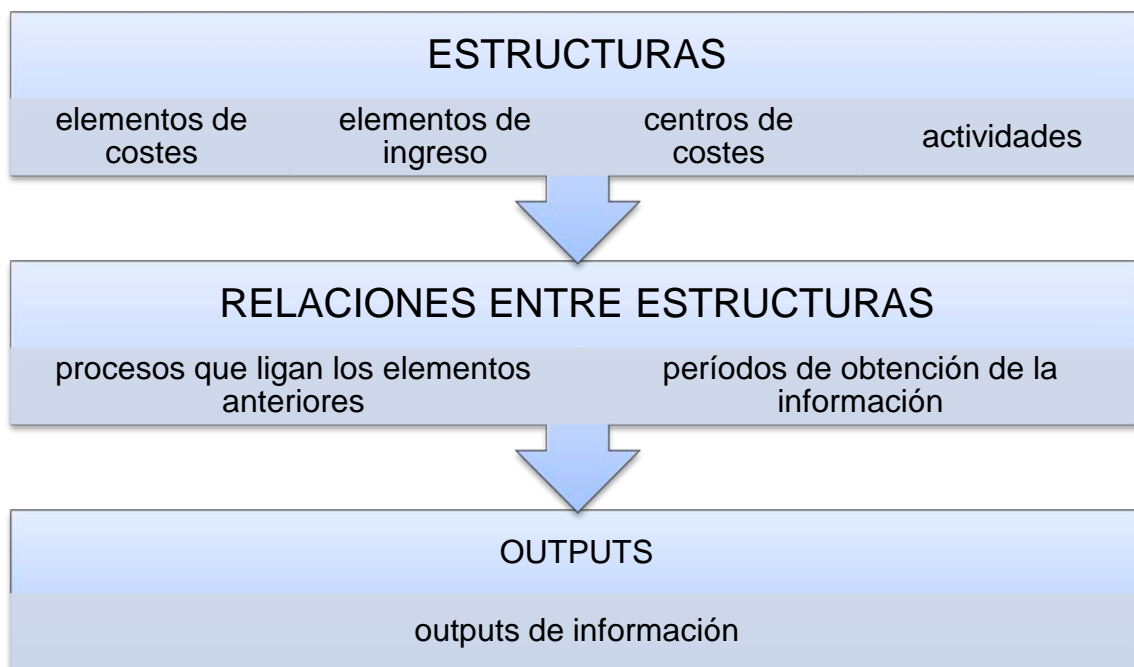 ESTRUCTURAS
elementos de
costes
elementos de
ingreso
centros de
costes
actividades
RELACIONES ENTRE ESTRUCTURAS
procesos que ligan los elementos
anteriores
períodos de obtención de la
información
OUTPUTS
outputs de información